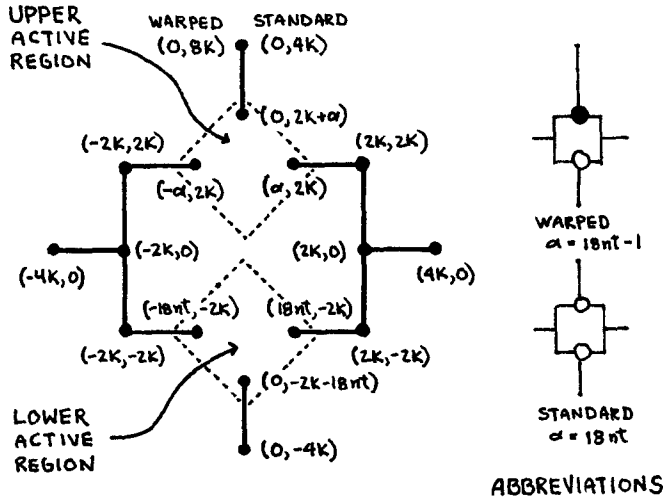 UPPER
ACTIVE
REGION
WARPED STANDARD
(0,8K) (0,4K)
(0,2K+α)
(-2K,2K)
(2K,2K)
(-α,2K)
(α,2K)
(-4K,0)
(-2K,0)
(2K,0)
(4K,0)
(-18nt,-2K)
(18nt,-2K)
(-2K,-2K)
(2K,-2K)
(0,-2K-18nt)
(0,-4K)
LOWER
ACTIVE
REGION
WARPED
α = 18nt-1
STANDARD
α = 18nt
ABBREVIATIONS